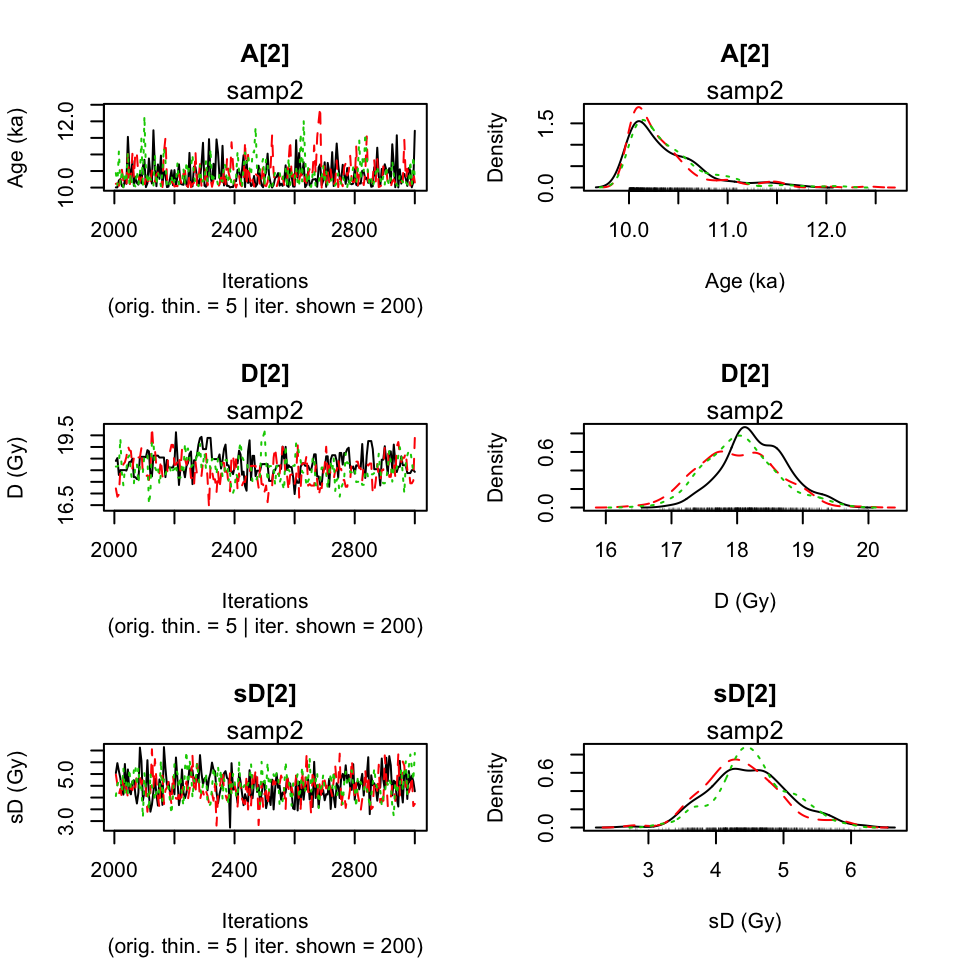 A[2]
samp2
Age (ka)
12.0
10.0
2000 2400 2800
Iterations
(orig. thin. = 5 | iter. shown = 200)
A[2]
samp2
Density
1.5
0.0
10.0 11.0 12.0
Age (ka)
D[2]
samp2
D (Gy)
19.5
16.5
2000 2400 2800
Iterations
(orig. thin. = 5 | iter. shown = 200)
D[2]
samp2
Density
0.6
0.0
16 17 18 19 20
D (Gy)
sD[2]
samp2
sD (Gy)
5.0
3.0
2000 2400 2800
Iterations
(orig. thin. = 5 | iter. shown = 200)
sD[2]
samp2
Density
0.6
0.0
3 4 5 6
sD (Gy)